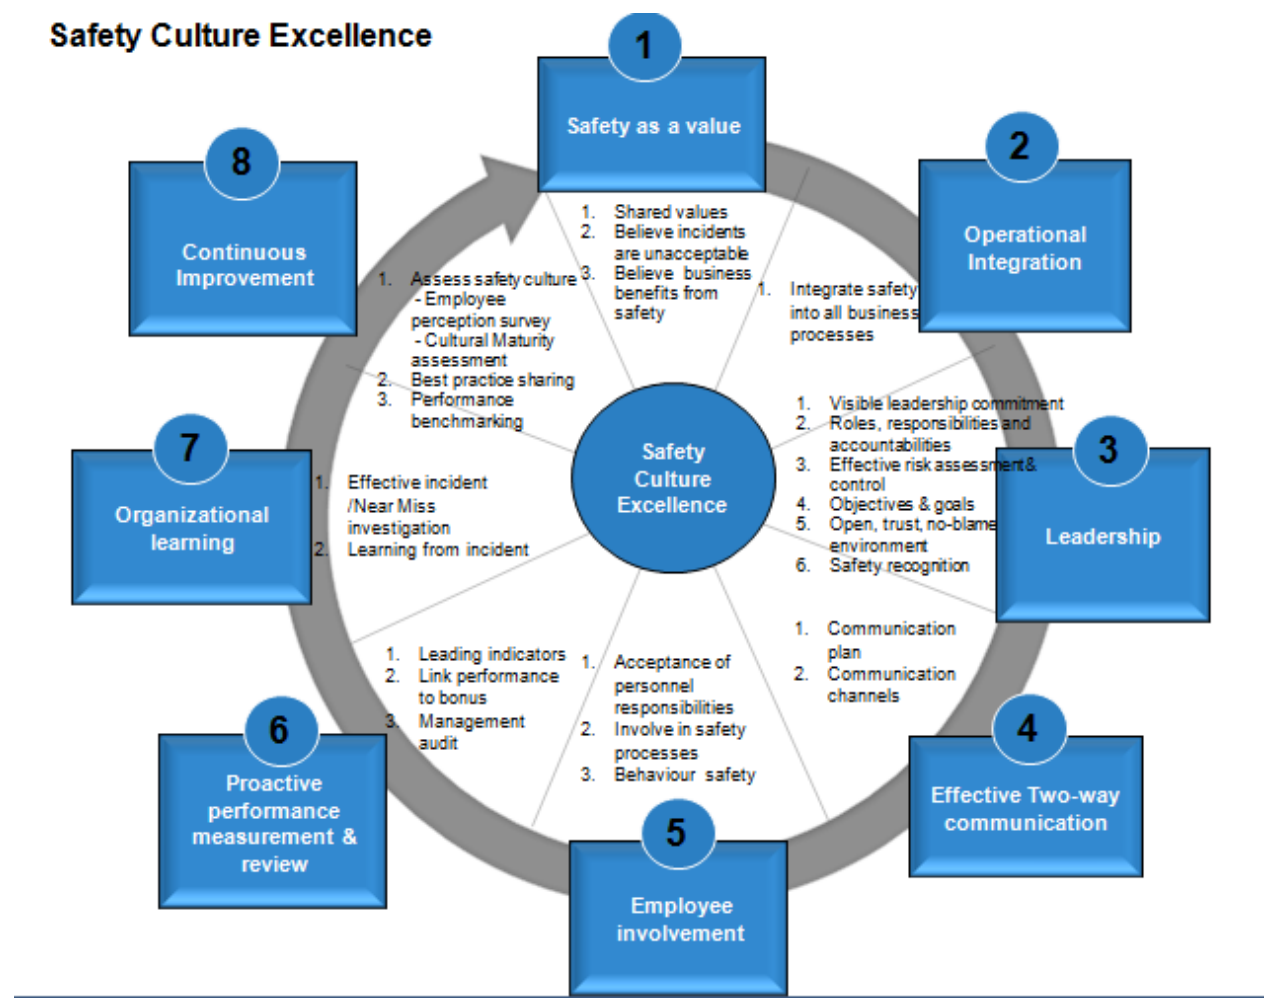 Safety Culture Excellence
1
Safety as a value
1. Shared values
2. Believe incidents
are unacceptable
3. Believe business
benefits from
safety
2
Operational
Integration
1. Integrate safety
into all business
processes
3
Leadership
1. Visible leadership commitment
2. Roles, responsibilities and
accountabilities
3. Effective risk assessment &
control
4. Objectives & goals
5. Open, trust, no-blame
environment
6. Safety recognition
4
Effective Two-way
communication
1. Communication
plan
2. Communication
channels
5
Employee
involvement
1. Acceptance of
personnel
responsibilities
2. Involve in safety
processes
3. Behaviour safety
6
Proactive
performance
measurement &
review
1. Leading indicators
2. Link performance
to bonus
3. Management
audit
7
Organizational
learning
1. Effective incident
/Near Miss
investigation
2. Learning from incident
8
Continuous
Improvement
1. Assess safety culture
- Employee
perception survey
- Cultural Maturity
assessment
2. Best practice sharing
3. Performance
benchmarking
Safety
Culture
Excellence